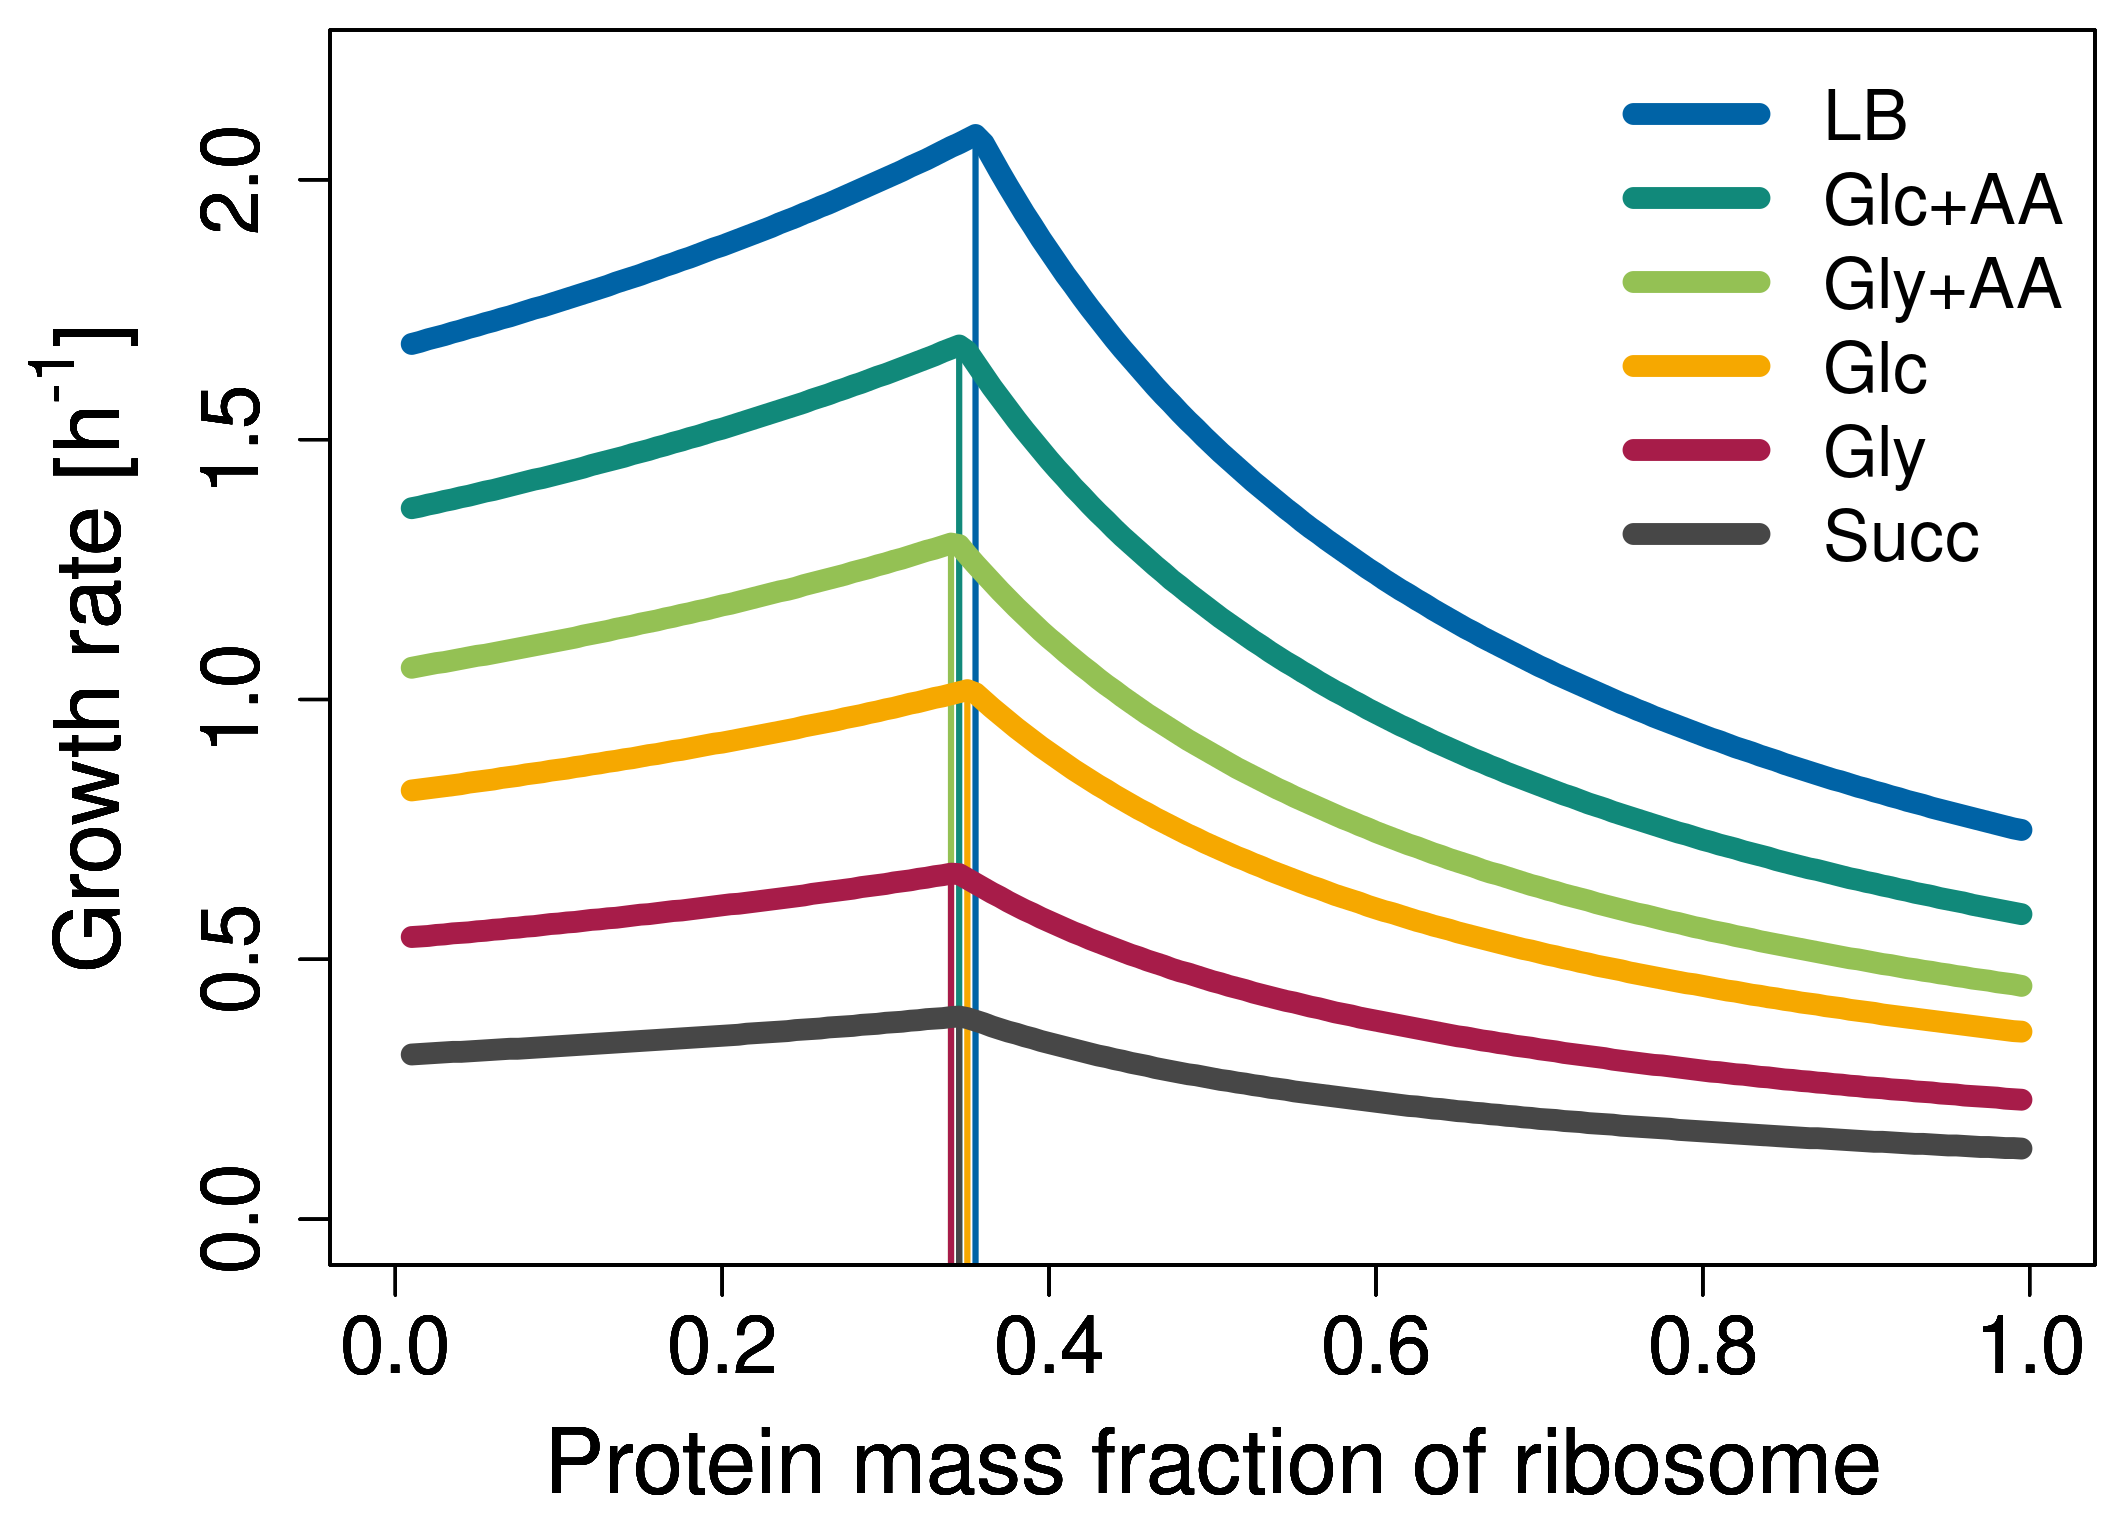 Growth rate [h⁻¹]
2.0
1.5
1.0
0.5
0.0
LB
Glc+AA
Gly+AA
Glc
Gly
Succ
0.0 0.2 0.4 0.6 0.8 1.0
Protein mass fraction of ribosome